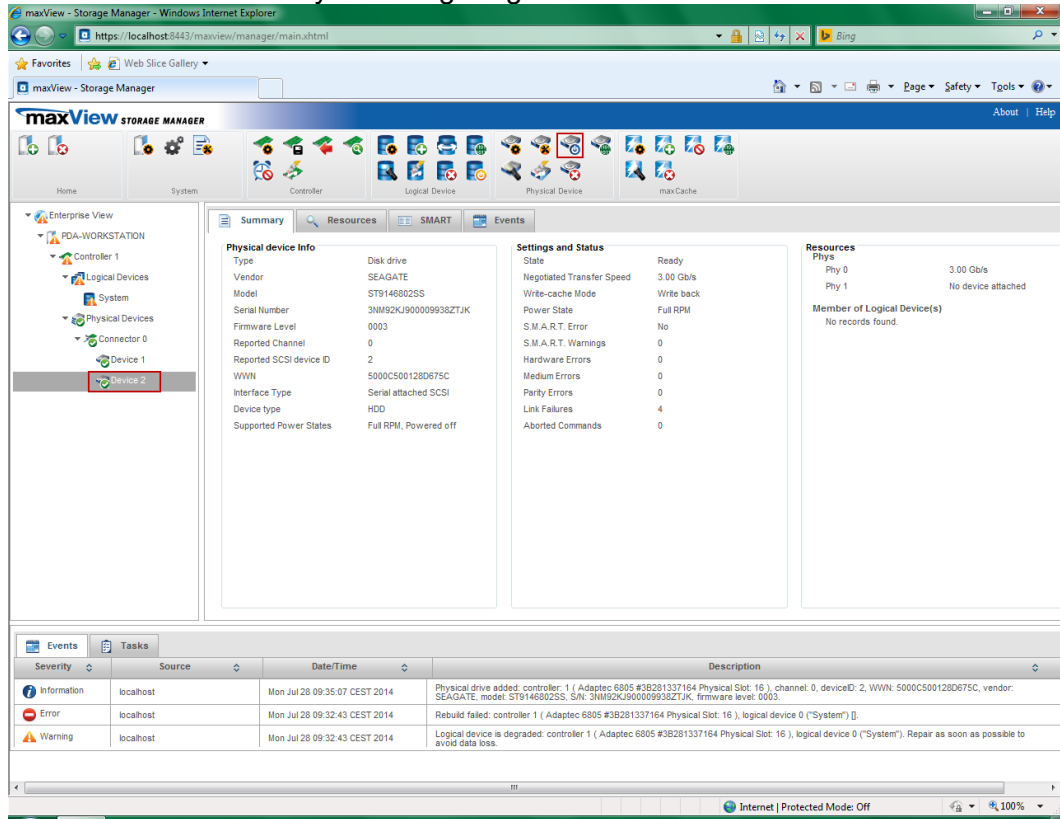 maxView - Storage Manager - Windows Internet Explorer
https://localhost:8443/maxview/manager/main.xhtml
Bing
Favorites
Web Slice Gallery
maxView - Storage Manager
Page
Safety
Tools
maxView STORAGE MANAGER
About | Help
Home
System
Controller
Logical Device
Physical Device
maxCache
Enterprise View
PDA-WORKSTATION
Controller 1
Logical Devices
System
Physical Devices
Connector 0
Device 1
Device 2
Summary
Resources
SMART
Events
Physical device Info
Type Disk drive
Vendor SEAGATE
Model ST9146802SS
Serial Number 3NM92KJ900009938ZTJK
Firmware Level 0003
Reported Channel 0
Reported SCSI device ID 2
WWN 5000C500128D675C
Interface Type Serial attached SCSI
Device type HDD
Supported Power States Full RPM, Powered off
Settings and Status
State Ready
Negotiated Transfer Speed 3.00 Gb/s
Write-cache Mode Write back
Power State Full RPM
S.M.A.R.T. Error No
S.M.A.R.T. Warnings 0
Hardware Errors 0
Medium Errors 0
Parity Errors 0
Link Failures 4
Aborted Commands 0
Resources
Phys
Phy 0 3.00 Gb/s
Phy 1 No device attached
Member of Logical Device(s)
No records found.
Events
Tasks
Severity Source Date/Time Description
Information localhost Mon Jul 28 09:35:07 CEST 2014 Physical drive added: controller: 1 ( Adaptec 6805 #3B281337164 Physical Slot: 16 ), channel: 0, deviceID: 2, WWN: 5000C500128D675C, vendor:
SEAGATE, model: ST9146802SS, S/N: 3NM92KJ900009938ZTJK, firmware level: 0003.
Error localhost Mon Jul 28 09:32:43 CEST 2014 Rebuild failed: controller 1 ( Adaptec 6805 #3B281337164 Physical Slot: 16 ), logical device 0 ("System") [].
Warning localhost Mon Jul 28 09:32:43 CEST 2014 Logical device is degraded: controller 1 ( Adaptec 6805 #3B281337164 Physical Slot: 16 ), logical device 0 ("System"). Repair as soon as possible to
avoid data loss.
Internet | Protected Mode: Off
100%